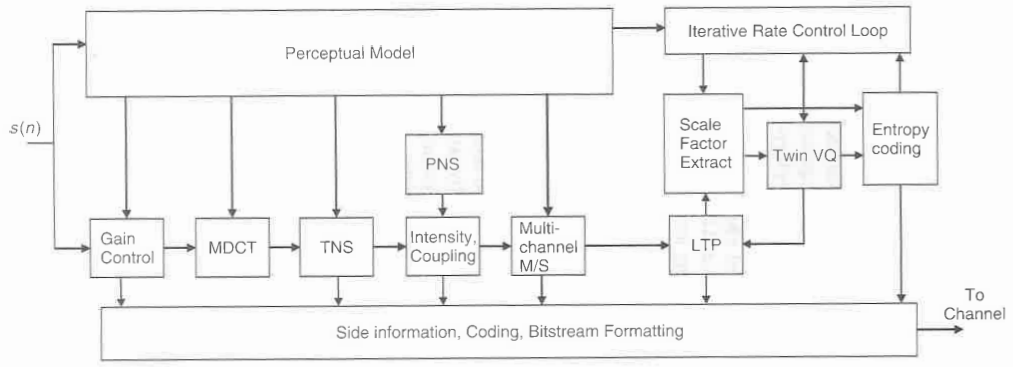 Perceptual Model
Iterative Rate Control Loop
s(n)
PNS
Scale
Factor
Extract
Twin VQ
Entropy
coding
Gain
Control
MDCT
TNS
Intensity,
Coupling
Multi-
channel
M/S
LTP
To
Channel
Side information, Coding, Bitstream Formatting